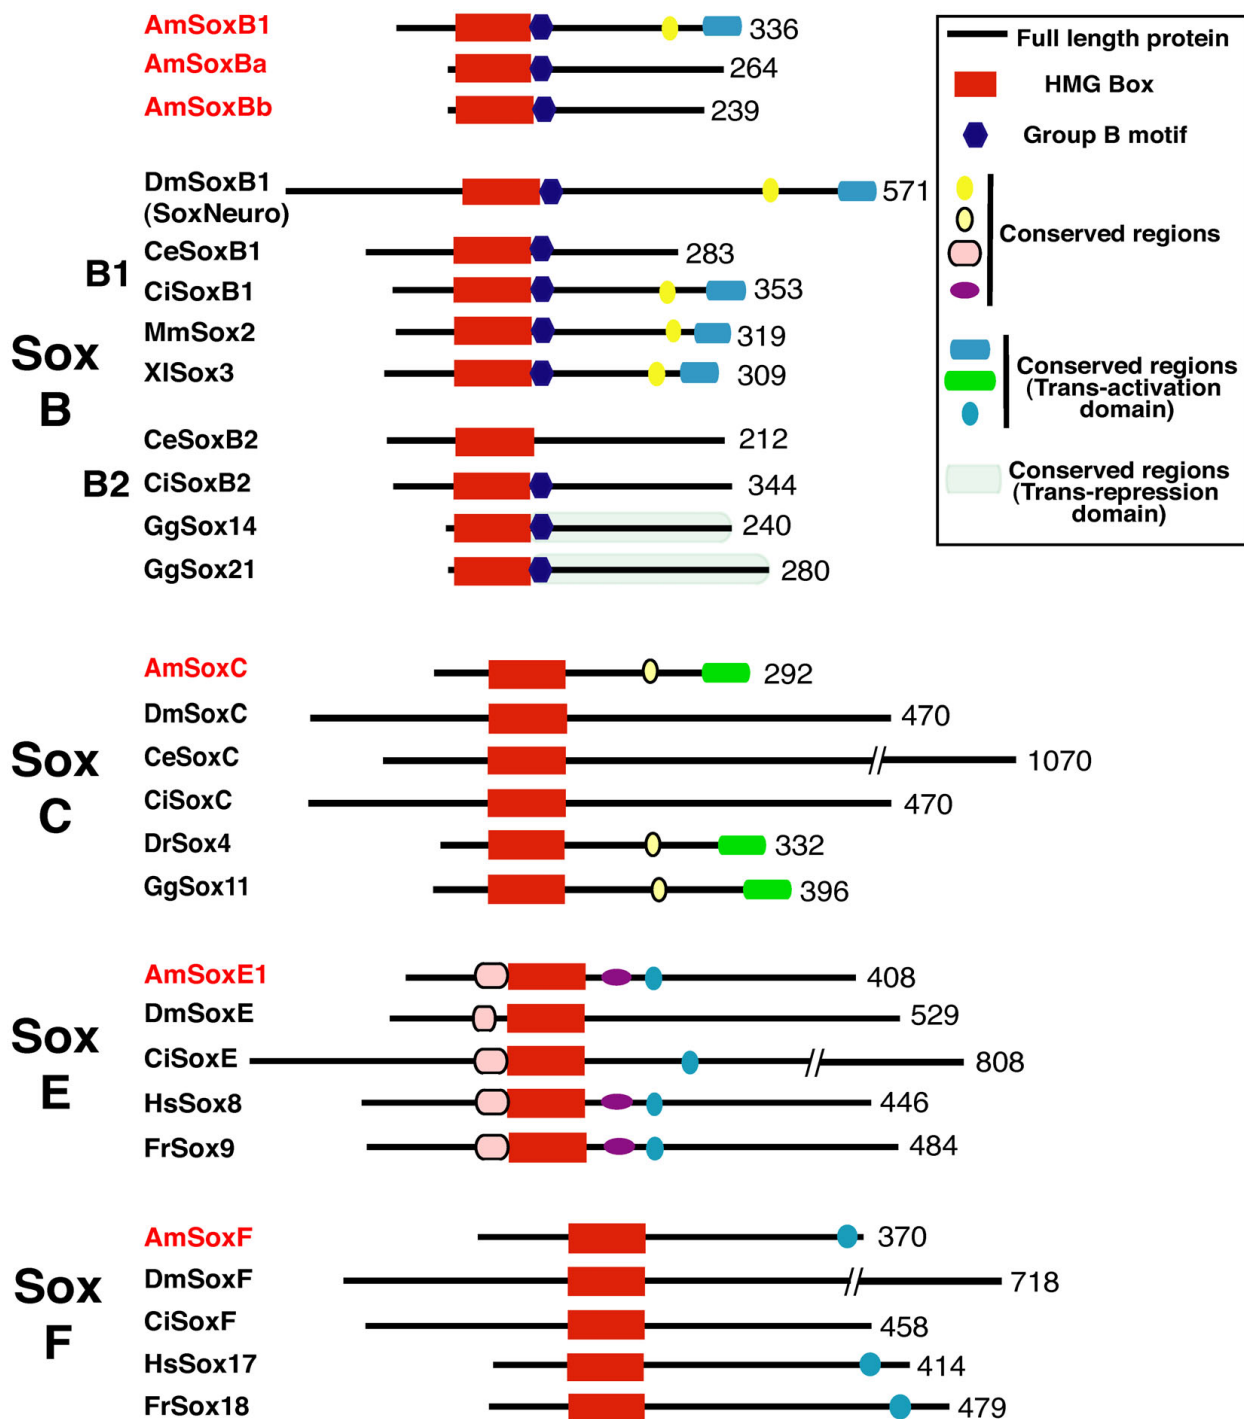 AmSoxB1 336
AmSoxBa 264
AmSoxBb 239
DmSoxB1 571
(SoxNeuro)
B1
CeSoxB1 283
CiSoxB1 353
MmSox2 319
XlSox3 309
Sox
B
B2
CeSoxB2 212
CiSoxB2 344
GgSox14 240
GgSox21 280
Full length protein
HMG Box
Group B motif
Conserved regions
Conserved regions
(Trans-activation
domain)
Conserved regions
(Trans-repression
domain)
Sox
C
AmSoxC 292
DmSoxC 470
CeSoxC // 1070
CiSoxC 470
DrSox4 332
GgSox11 396
Sox
E
AmSoxE1 408
DmSoxE 529
CiSoxE // 808
HsSox8 446
FrSox9 484
Sox
F
AmSoxF 370
DmSoxF // 718
CiSoxF 458
HsSox17 414
FrSox18 479